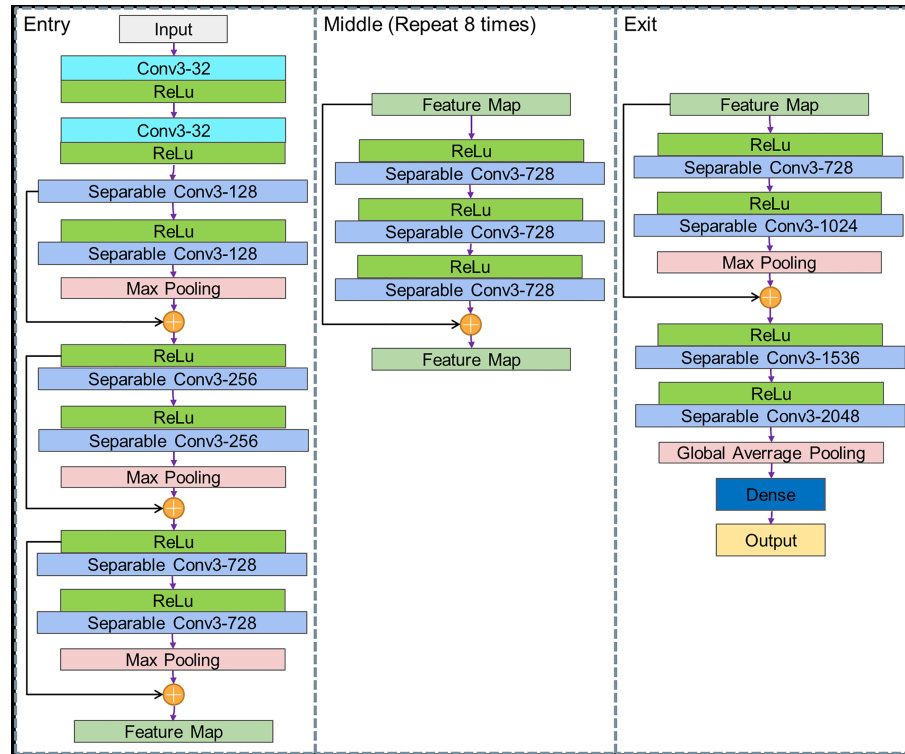 Entry
Input
Conv3-32
ReLu
Conv3-32
ReLu
Separable Conv3-128
ReLu
Separable Conv3-128
Max Pooling
ReLu
Separable Conv3-256
ReLu
Separable Conv3-256
Max Pooling
ReLu
Separable Conv3-728
ReLu
Separable Conv3-728
Max Pooling
Feature Map
Middle (Repeat 8 times)
Feature Map
ReLu
Separable Conv3-728
ReLu
Separable Conv3-728
ReLu
Separable Conv3-728
Feature Map
Exit
Feature Map
ReLu
Separable Conv3-728
ReLu
Separable Conv3-1024
Max Pooling
ReLu
Separable Conv3-1536
ReLu
Separable Conv3-2048
Global Averrage Pooling
Dense
Output